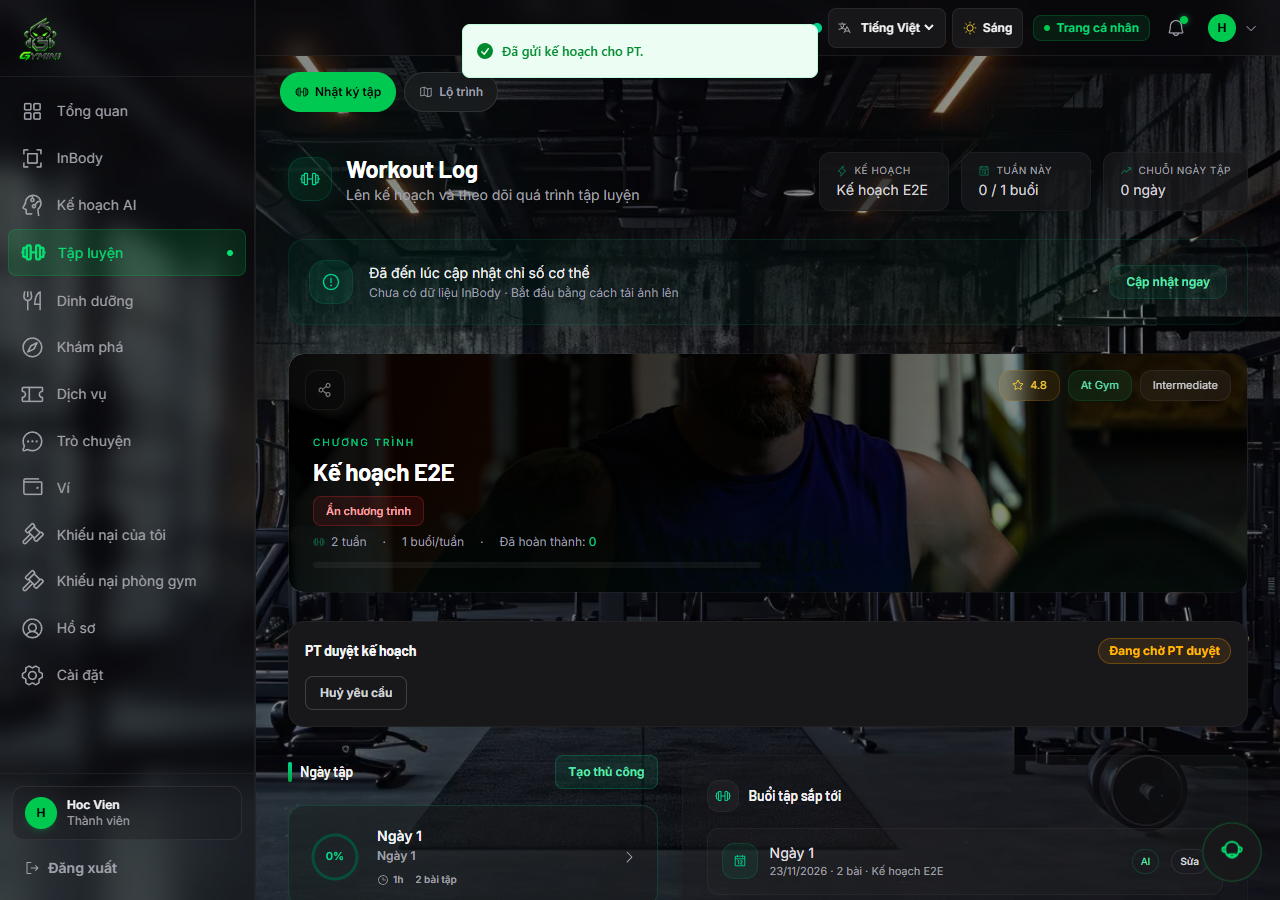 GYMINI
Tổng quan
InBody
Kế hoạch AI
Tập luyện
Dinh dưỡng
Khám phá
Dịch vụ
Trò chuyện
Ví
Khiếu nại của tôi
Khiếu nại phòng gym
Hồ sơ
Cài đặt
H
Hoc Vien
Thành viên
Đăng xuất
Đã gửi kế hoạch cho PT.
Tiếng Việt
Sáng
Trang cá nhân
H
Nhật ký tập
Lộ trình
Workout Log
Lên kế hoạch và theo dõi quá trình tập luyện
KẾ HOẠCH
Kế hoạch E2E
TUẦN NÀY
0 / 1 buổi
CHUỖI NGÀY TẬP
0 ngày
Đã đến lúc cập nhật chỉ số cơ thể
Chưa có dữ liệu InBody · Bắt đầu bằng cách tải ảnh lên
Cập nhật ngay
4.8
At Gym
Intermediate
CHƯƠNG TRÌNH
Kế hoạch E2E
Ẩn chương trình
2 tuần · 1 buổi/tuần · Đã hoàn thành: 0
PT duyệt kế hoạch
Đang chờ PT duyệt
Huỷ yêu cầu
Ngày tập
Tạo thủ công
0%
Ngày 1
Ngày 1
1h 2 bài tập
Buổi tập sắp tới
Ngày 1
23/11/2026 · 2 bài · Kế hoạch E2E
AI
Sửa